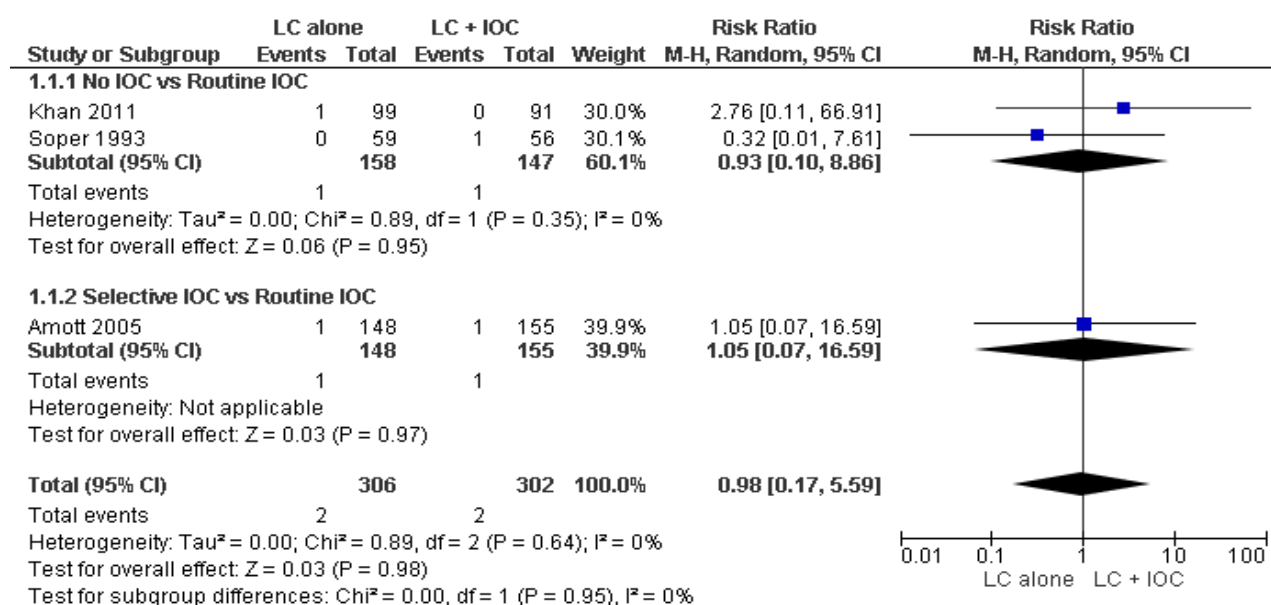 LC alone LC + IOC Risk Ratio Risk Ratio
Study or Subgroup Events Total Events Total Weight M-H, Random, 95% CI M-H, Random, 95% CI
1.1.1 No IOC vs Routine IOC
Khan 2011 1 99 0 91 30.0% 2.76 [0.11, 66.91]
Soper 1993 0 59 1 56 30.1% 0.32 [0.01, 7.61]
Subtotal (95% CI) 158 147 60.1% 0.93 [0.10, 8.86]
Total events 1 1
Heterogeneity: Tau² = 0.00; Chi² = 0.89, df = 1 (P = 0.35); I² = 0%
Test for overall effect: Z = 0.06 (P = 0.95)
1.1.2 Selective IOC vs Routine IOC
Amott 2005 1 148 1 155 39.9% 1.05 [0.07, 16.59]
Subtotal (95% CI) 148 155 39.9% 1.05 [0.07, 16.59]
Total events 1 1
Heterogeneity: Not applicable
Test for overall effect: Z = 0.03 (P = 0.97)
Total (95% CI) 306 302 100.0% 0.98 [0.17, 5.59]
Total events 2 2
Heterogeneity: Tau² = 0.00; Chi² = 0.89, df = 2 (P = 0.64); I² = 0%
Test for overall effect: Z = 0.03 (P = 0.98)
Test for subgroup differences: Chi² = 0.00, df = 1 (P = 0.95), I² = 0%
0.01 0.1 1 10 100
LC alone LC + IOC